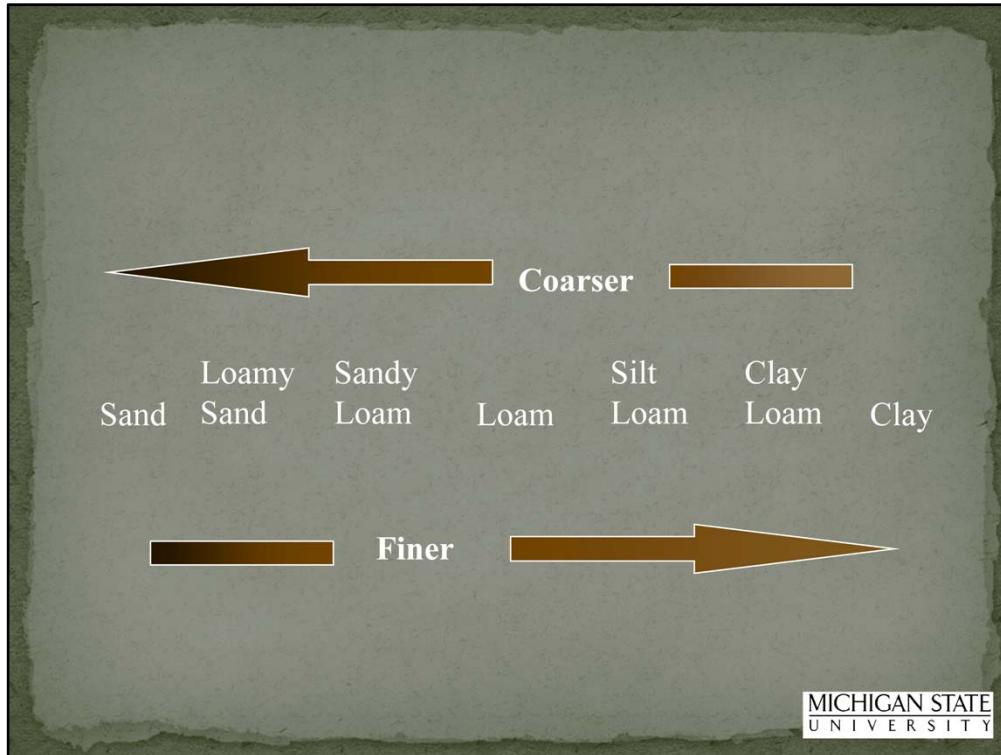 Coarser
Loamy Sandy Silt Clay
Sand Sand Loam Loam Loam Loam Clay
Finer
MICHIGAN STATE
UNIVERSITY